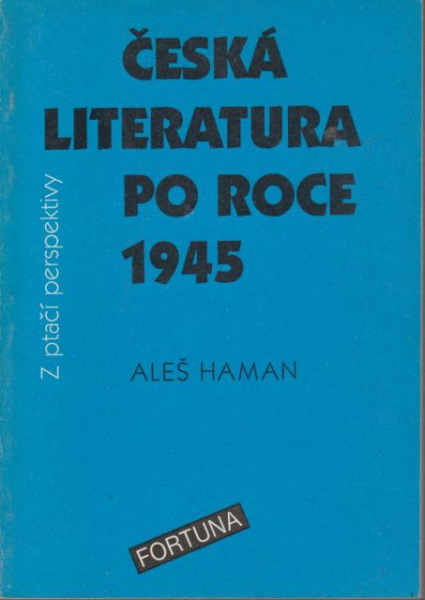 ČESKÁ
LITERATURA
PO ROCE
1945
Z ptačí perspektivy
ALEŠ HAMAN
FORTUNA